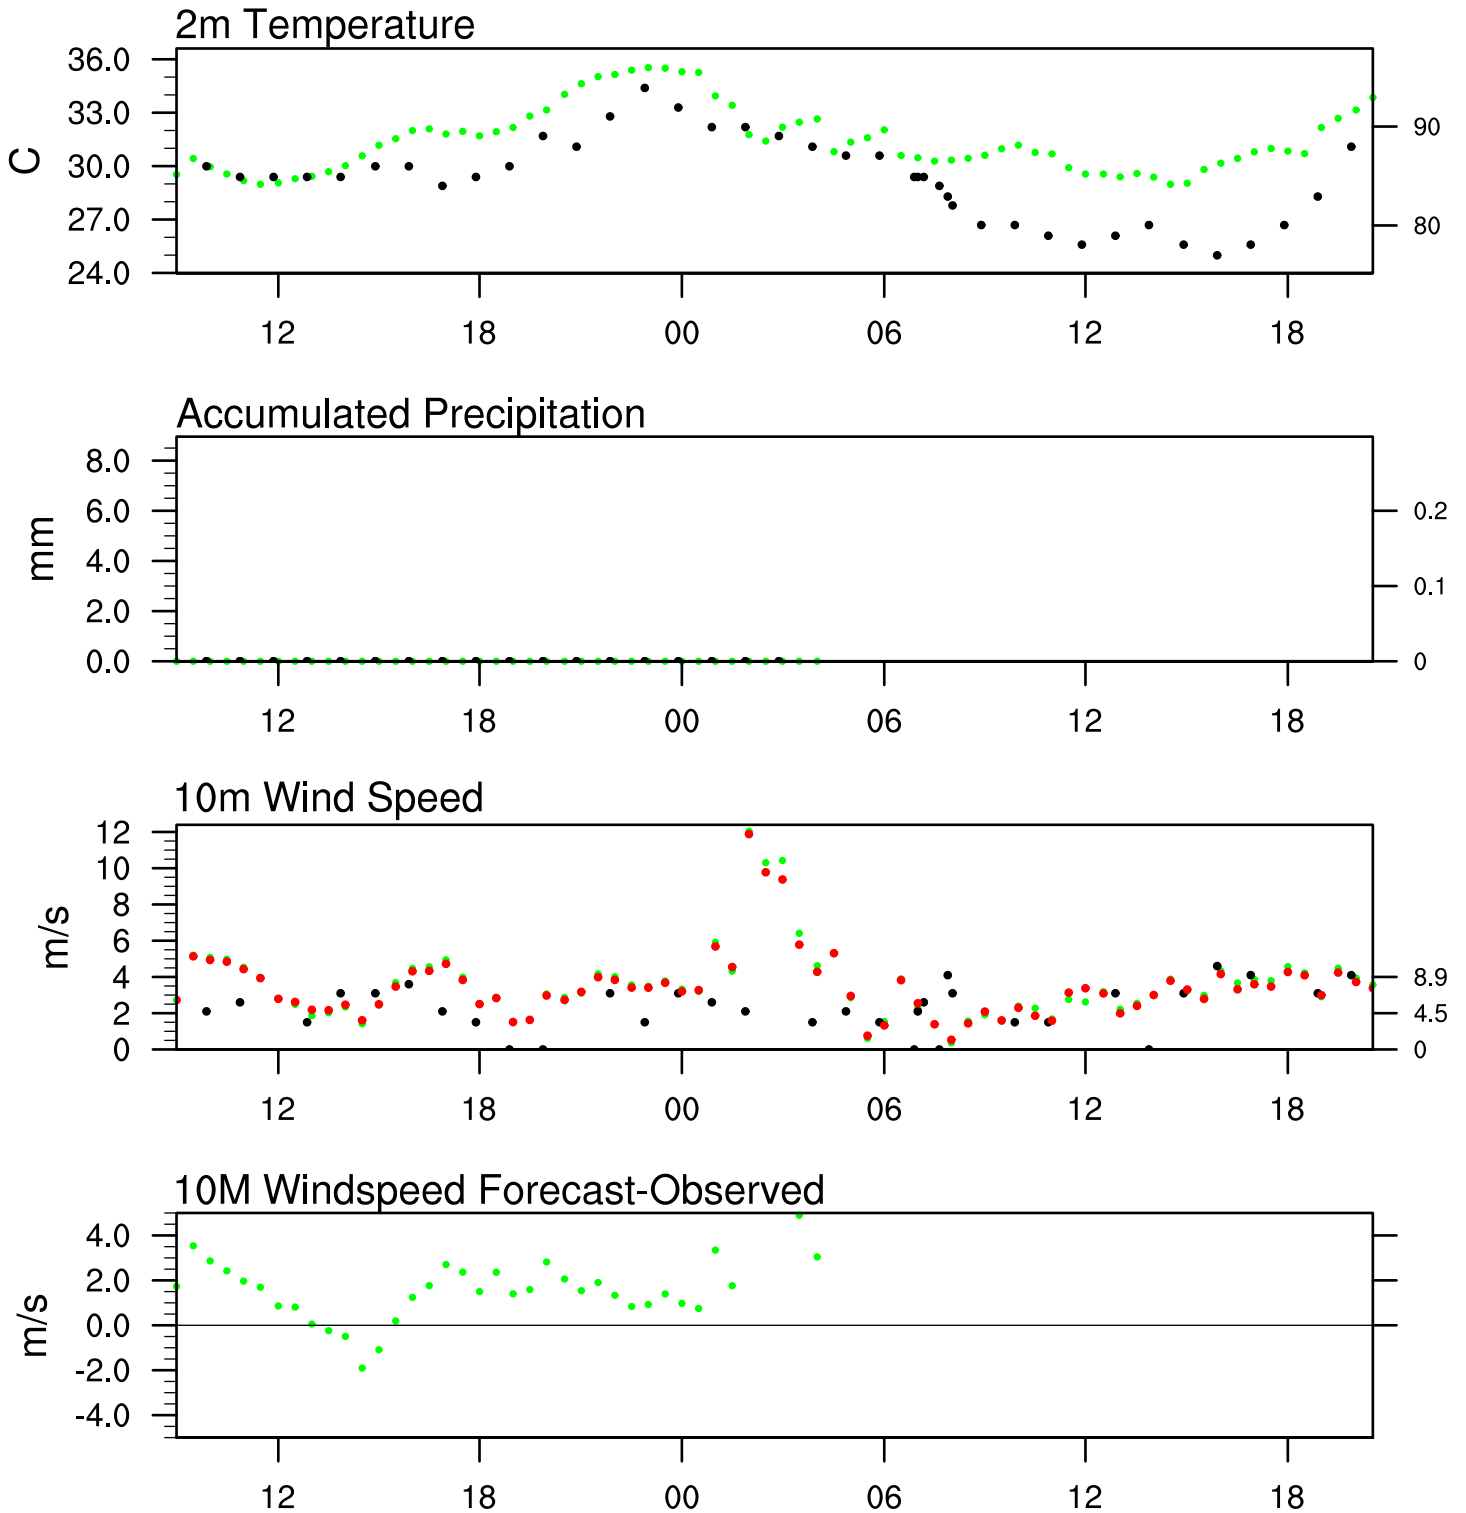 2m Temperature
36.0
33.0
30.0
27.0
24.0
C
90
80
12 18 00 06 12 18
Accumulated Precipitation
8.0
6.0
4.0
2.0
0.0
mm
0.2
0.1
0
12 18 00 06 12 18
10m Wind Speed
12
10
8
6
4
2
0
m/s
8.9
4.5
0
12 18 00 06 12 18
10M Windspeed Forecast-Observed
4.0
2.0
0.0
-2.0
-4.0
m/s
12 18 00 06 12 18